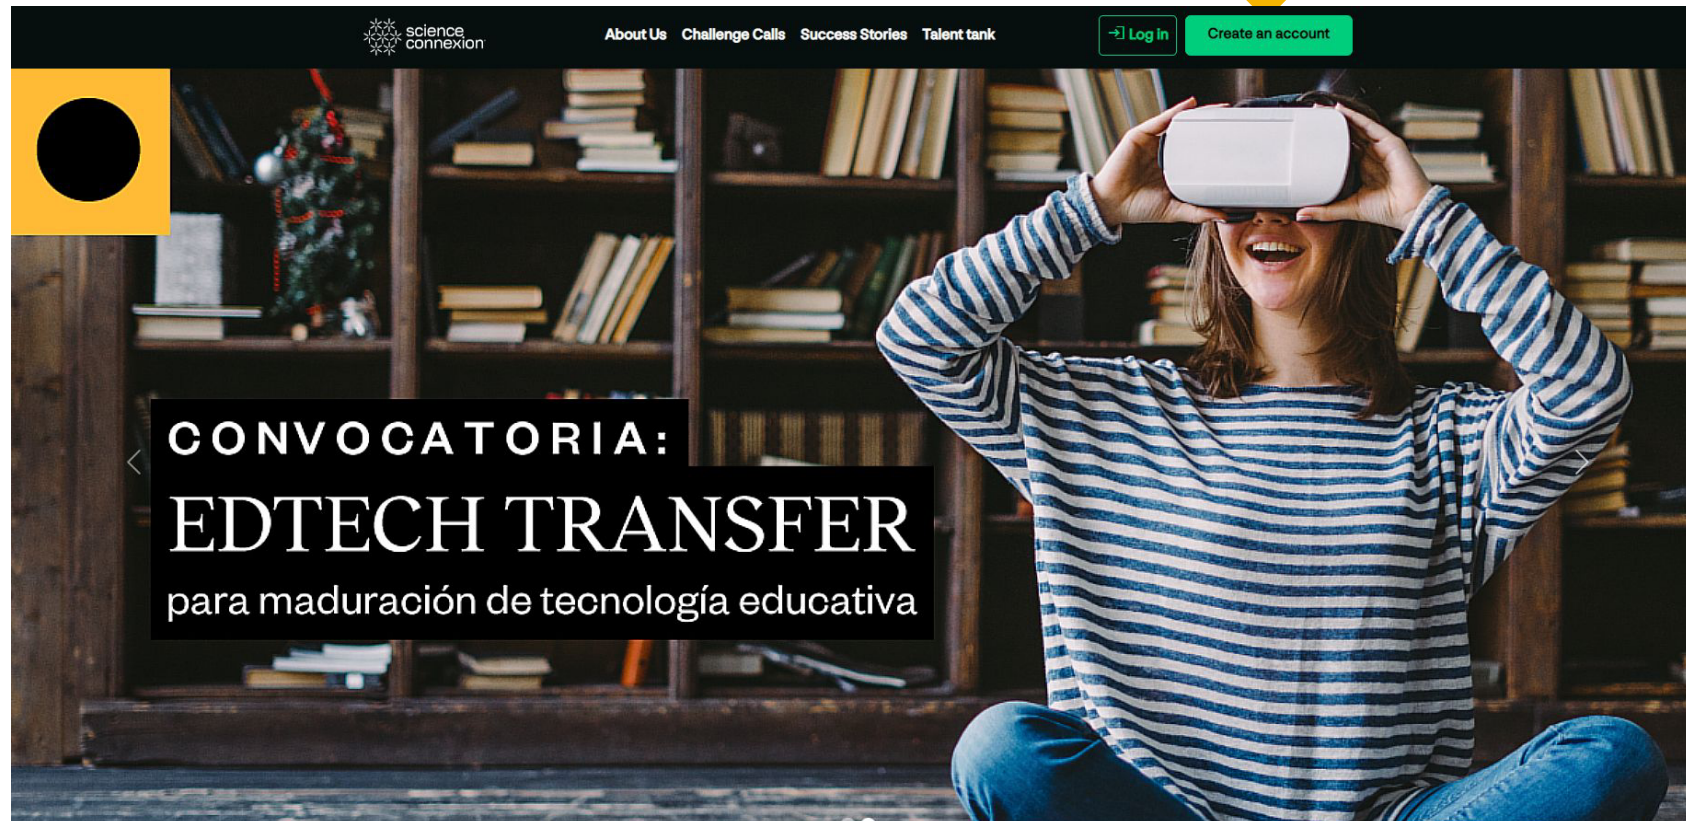 science
connexion
About Us Challenge Calls Success Stories Talent tank
Log in
Create an account
CONVOCATORIA:
EDTECH TRANSFER
para maduración de tecnología educativa